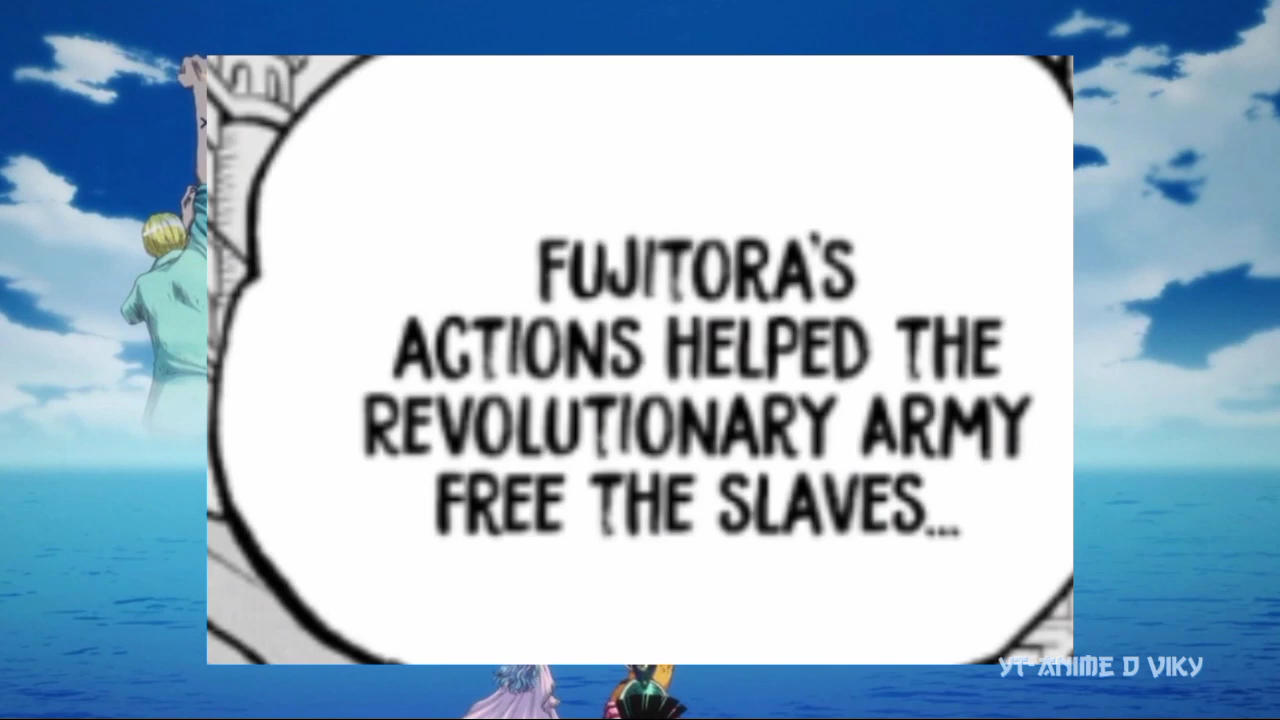 FUJITORA'S
ACTIONS HELPED THE
REVOLUTIONARY ARMY
FREE THE SLAVES...
YT-ANIME D VIKY